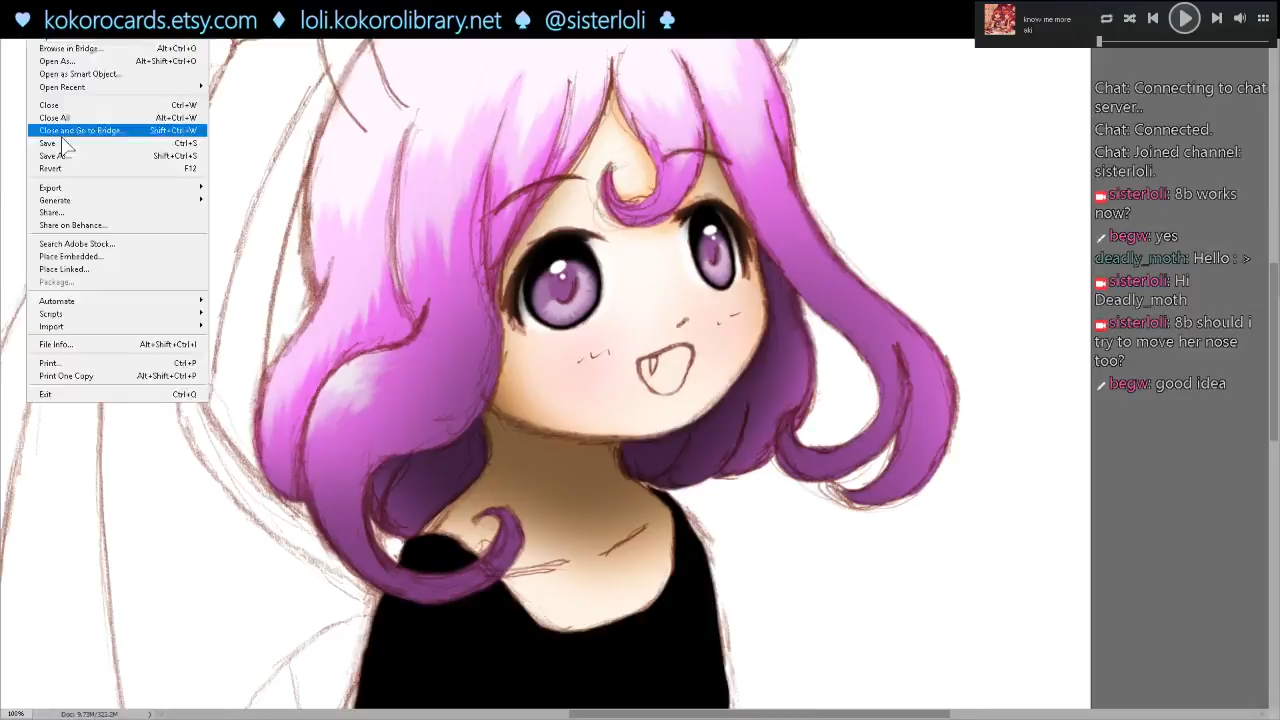 kokorocards.etsy.com ♦ loli.kokorolibrary.net ♠ @sisterloli ♣
know me more
ski
Browse in Bridge... Alt+Ctrl+O
Open As... Alt+Shift+Ctrl+O
Open as Smart Object...
Open Recent
Close Ctrl+W
Close All Alt+Ctrl+W
Close and Go to Bridge... Shift+Ctrl+W
Save Ctrl+S
Save As... Shift+Ctrl+S
Revert F12
Export
Generate
Share...
Share on Behance...
Search Adobe Stock...
Place Embedded...
Place Linked...
Package...
Automate
Scripts
Import
File Info... Alt+Shift+Ctrl+I
Print... Ctrl+P
Print One Copy Alt+Shift+Ctrl+P
Exit Ctrl+Q
Chat: Connecting to chat
server...
Chat: Connected.
Chat: Joined channel:
sisterloli.
sisterloli: 8b works
now?
begw: yes
deadly_moth: Hello : >
sisterloli: Hi
Deadly_moth
sisterloli: 8b should i
try to move her nose
too?
begw: good idea
100% Doc: 9.73M/322.2M